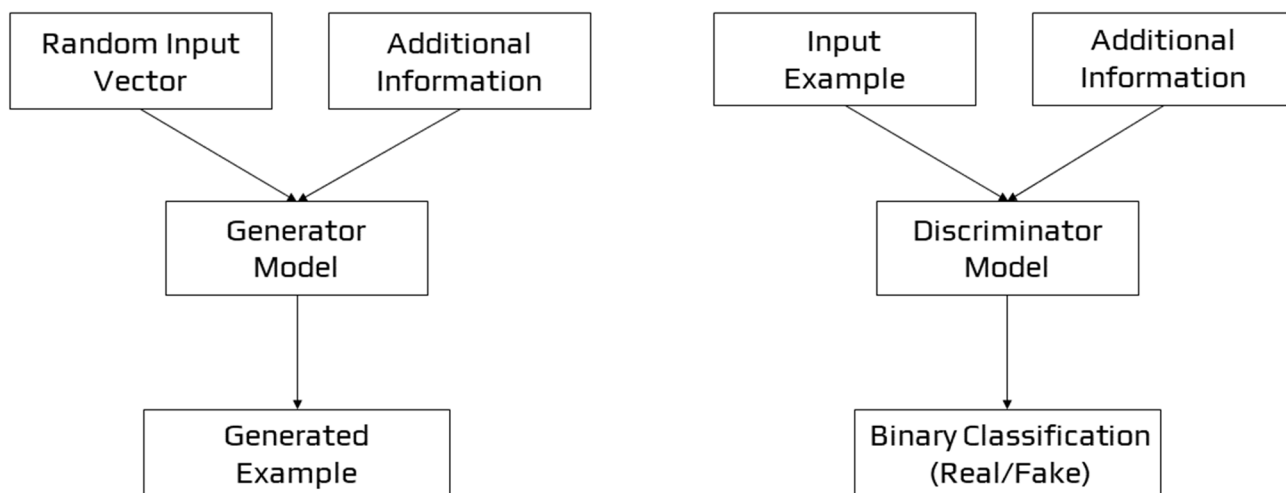 Random Input
Vector
Additional
Information
Input
Example
Additional
Information
Generator
Model
Discriminator
Model
Generated
Example
Binary Classification
(Real/Fake)